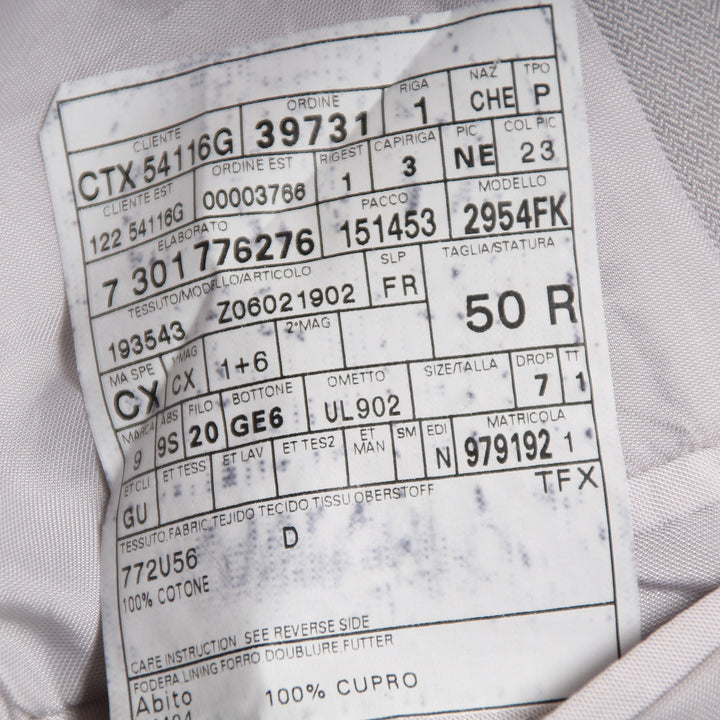 CLIENTE ORDINE RIGA NAZ TPO
CTX 54116G 39731 1 CHE P
CLIENTE EST ORDINE EST RIGEST CAPIRIGA PIC COL PIC
122 54116G 00003766 1 3 NE 23
ELABORATO PACCO MODELLO
7 301 776276 151453 2954FK
TESSUTO/MODELLO/ARTICOLO SLP TAGLIA/STATURA
193543 Z06021902 FR 50 R
MA SPE MAG 2°MAG
CX CX 1+6
MARCA ABS FILO BOTTONE OMETTO SIZE/TALLA DROP TT
9 9S 20 GE6 UL902 7 1
ET CLI ET TESS ET LAV ET TES2 ET MAN SM EDI MATRICOLA
GU N 979192 1
TFX
TESSUTO.FABRIC.TEJIDO TECIDO TISSU OBERSTOFF
772U56 D
100% COTONE
CARE INSTRUCTION SEE REVERSE SIDE
FODERA LINING FORRO DOUBLURE FUTTER
Abito 100% CUPRO